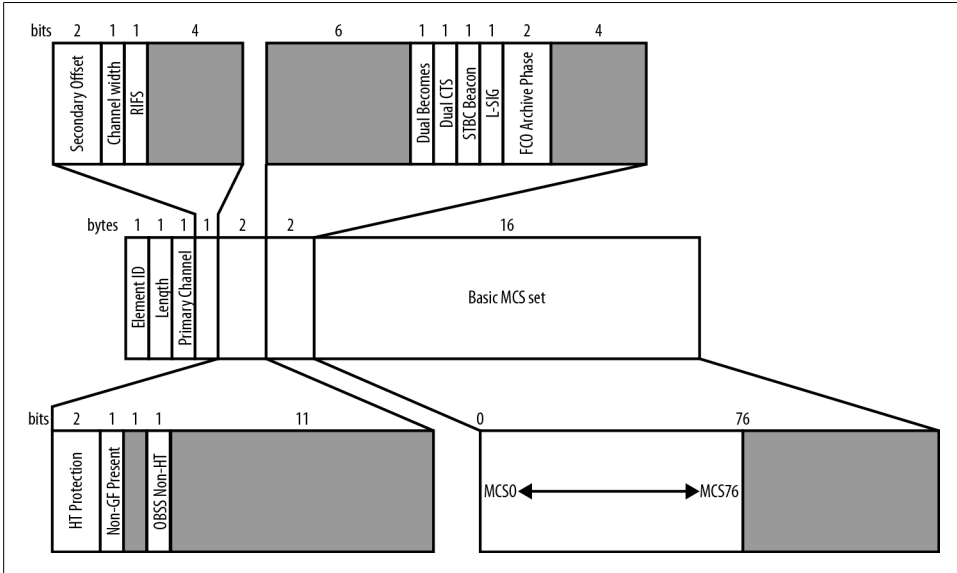 bits 2 1 1 4 6 1 1 1 1 2 4
Secondary Offset
Channel width
RIFS
Dual Becomes
Dual CTS
STBC Beacon
L-SIG
FCO Archive Phase
bytes 1 1 1 1 2 2 16
Element ID
Length
Primary Channel
Basic MCS set
bits 2 1 1 1 11 0 76
HT Protection
Non-GF Present
OBSS Non-HT
MCS0 MCS76